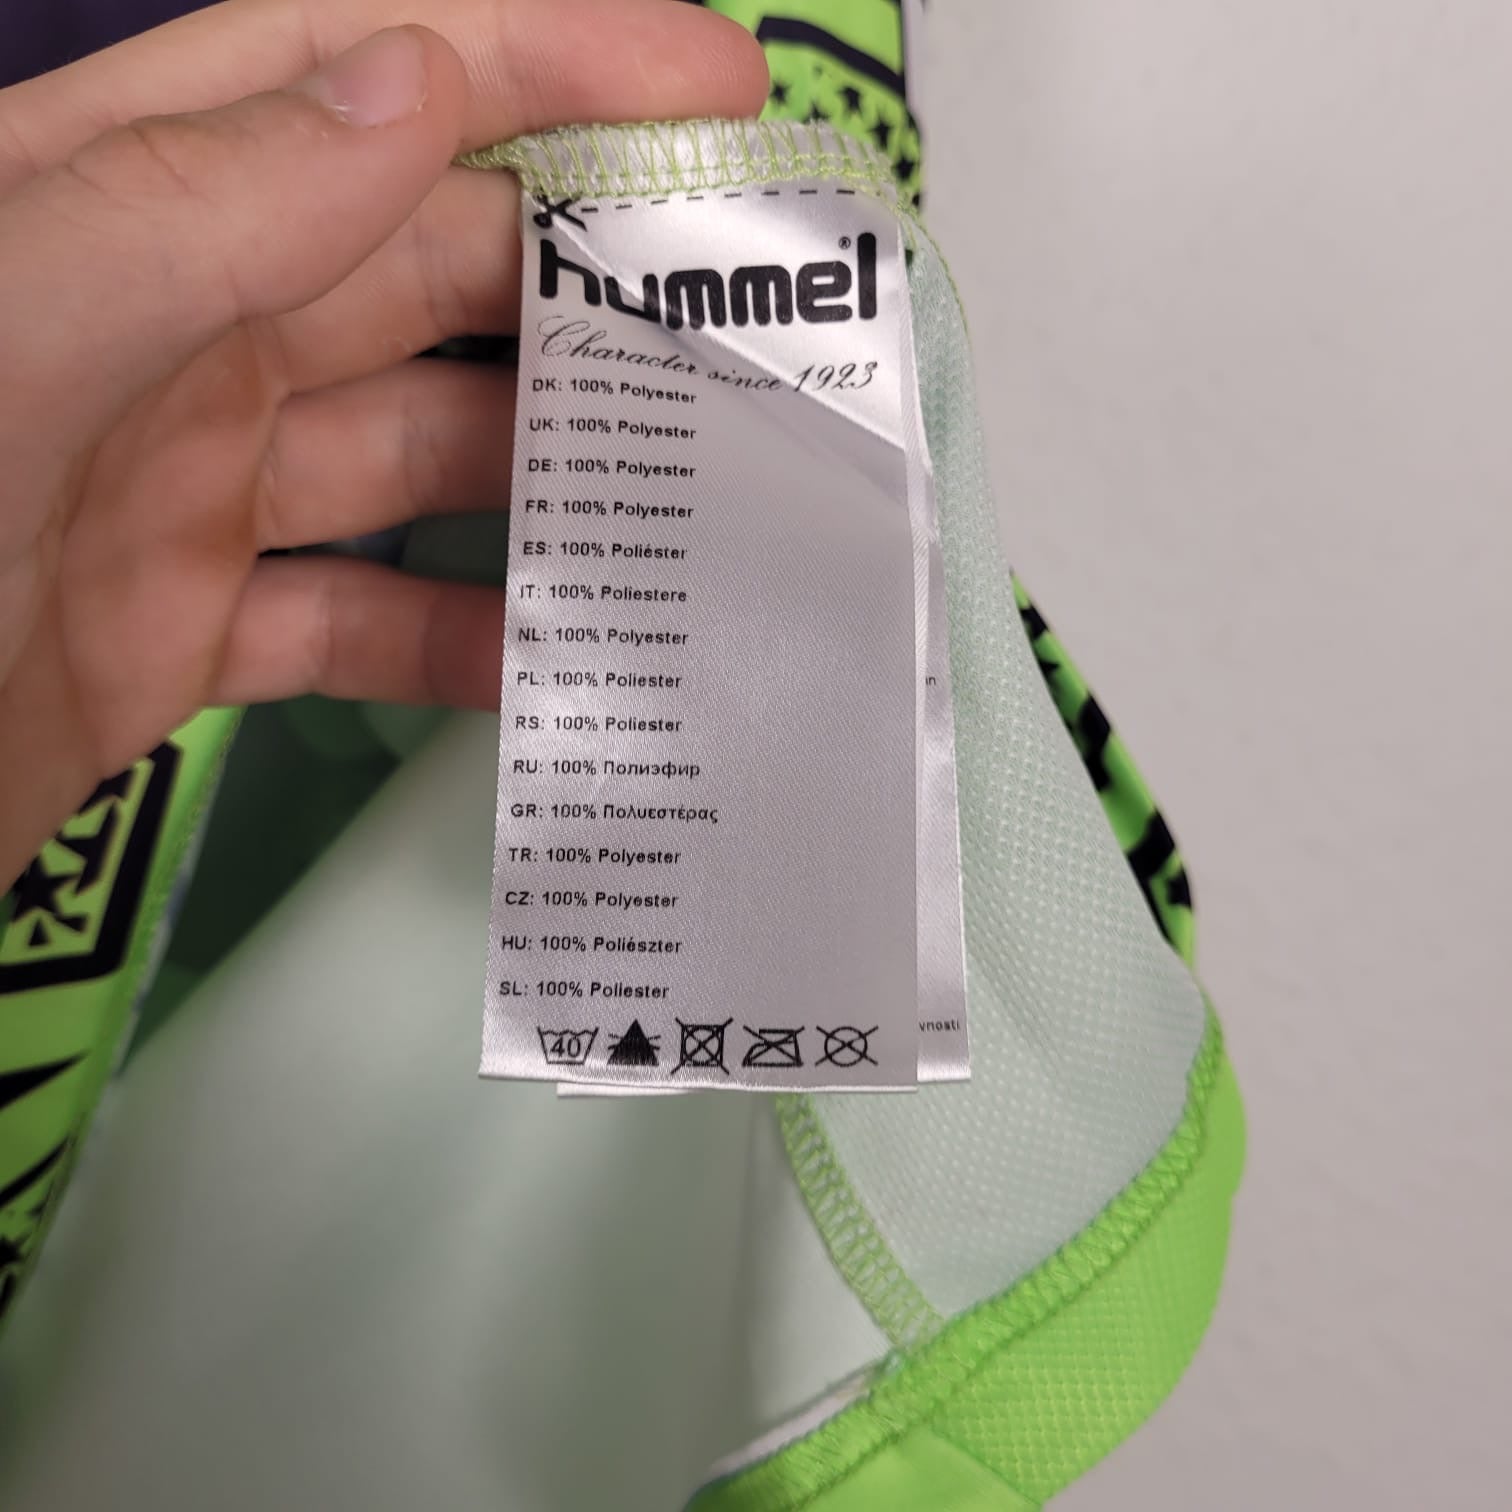 hummel®
Character since 1923
DK: 100% Polyester
UK: 100% Polyester
DE: 100% Polyester
FR: 100% Polyester
ES: 100% Poliéster
IT: 100% Poliestere
NL: 100% Polyester
PL: 100% Poliester
RS: 100% Poliester
RU: 100% Полиэфир
GR: 100% Πολυεστέρας
TR: 100% Polyester
CZ: 100% Polyester
HU: 100% Poliészter
SL: 100% Poliester
40
in
vnosti